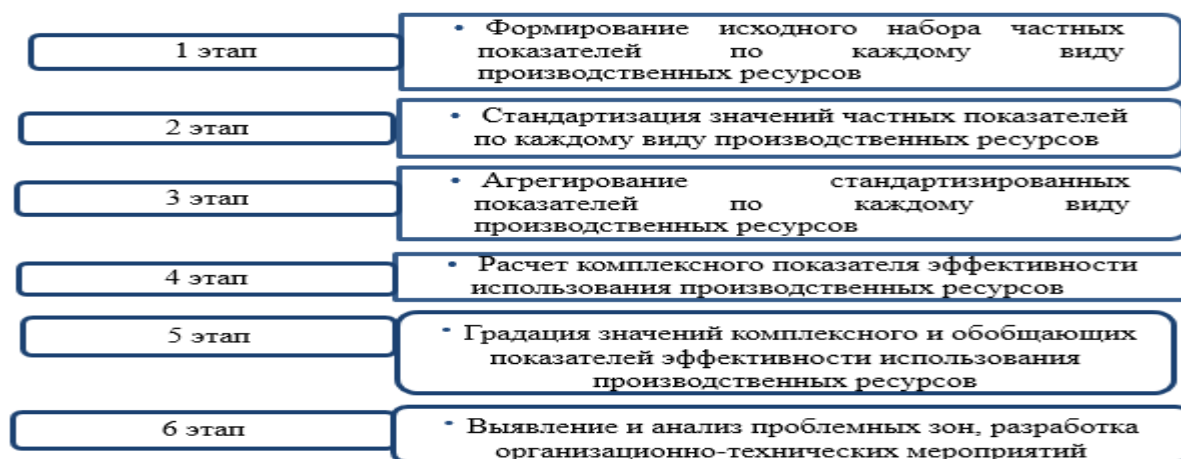 1 этап
• Формирование исходного набора частных
показателей по каждому виду
производственных ресурсов
2 этап
• Стандартизация значений частных показателей
по каждому виду производственных ресурсов
3 этап
• Агрегирование стандартизированных
показателей по каждому виду
производственных ресурсов
4 этап
• Расчет комплексного показателя эффективности
использования производственных ресурсов
5 этап
• Градация значений комплексного и обобщающих
показателей эффективности использования
производственных ресурсов
6 этап
• Выявление и анализ проблемных зон, разработка
организационно-технических мероприятий